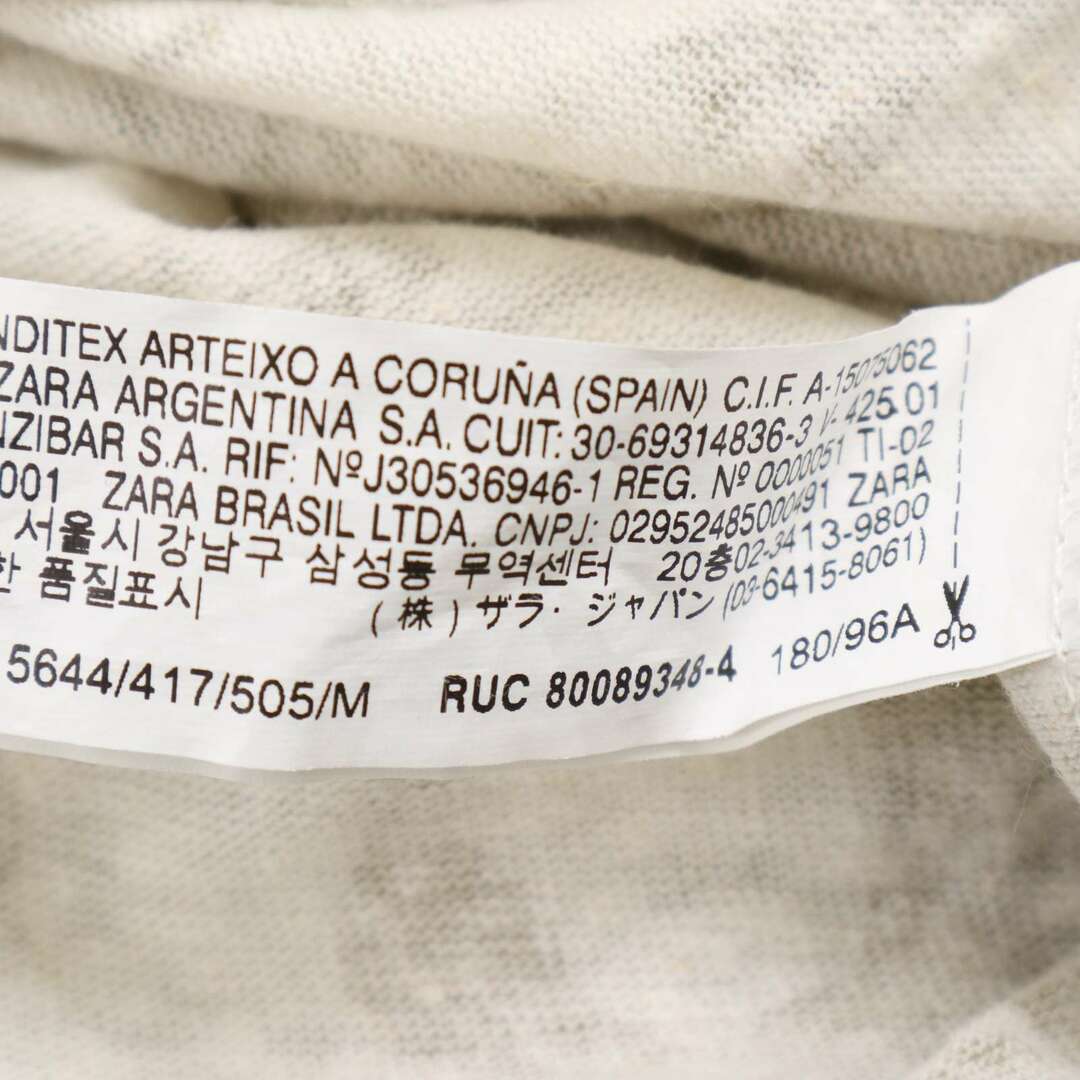 NDITEX ARTEIXO A CORUÑA (SPAIN) C.I.F. A-15075062
ZARA ARGENTINA S.A. CUIT: 30-69314836-3 V- 425.01
NZIBAR S.A. RIF: NºJ30536946-1 REG. Nº 0000051 TI-02
001 ZARA BRASIL LTDA. CNPJ: 02952485000491 ZARA
서울시 강남구 삼성동 무역센터 20층02-3413-9800
한 품질표시 (株) ザラ・ジャパン (03-6415-8061)
5644/417/505/M RUC 80089348-4 180/96A